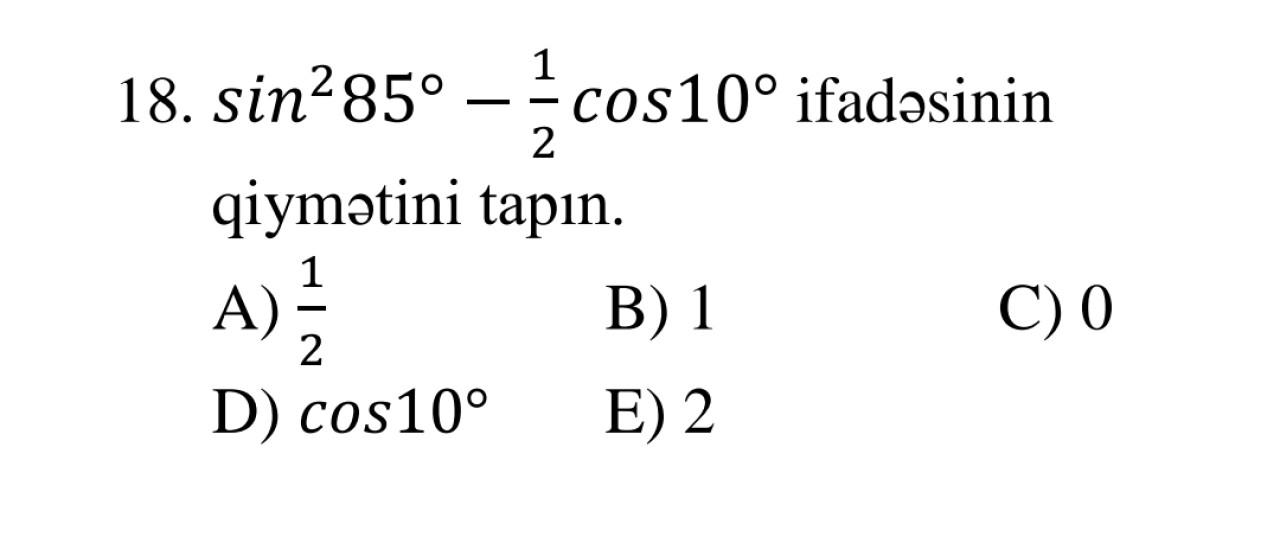 18. sin²85° − 1/2 cos10° ifadəsinin
qiymətini tapın.
A) 1/2 B) 1 C) 0
D) cos10° E) 2